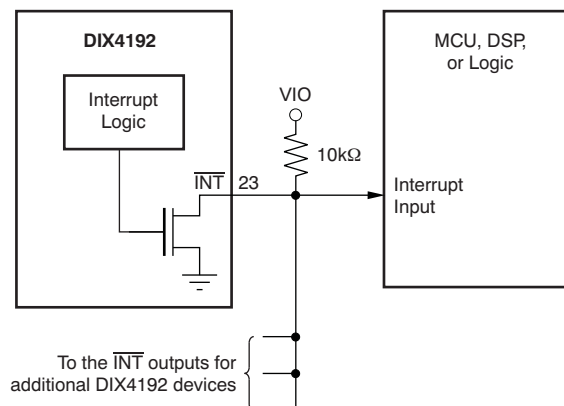 DIX4192
Interrupt
Logic
INT
23
VIO
10kΩ
MCU, DSP,
or Logic
Interrupt
Input
To the INT outputs for
additional DIX4192 devices